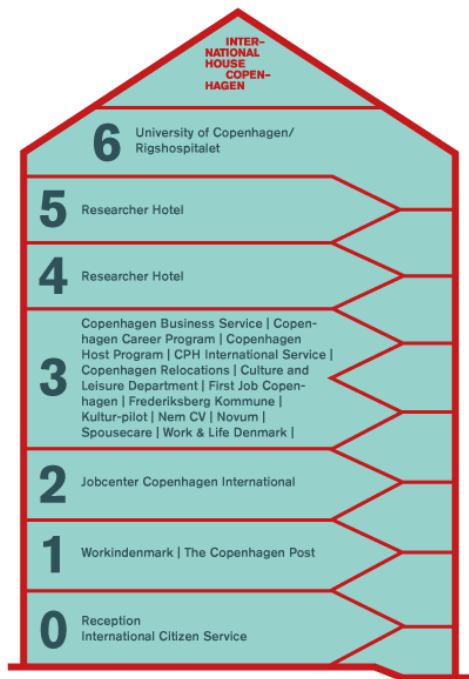 INTER–
NATIONAL
HOUSE
COPEN–
HAGEN
6
University of Copenhagen/
Rigshospitalet
5
Researcher Hotel
4
Researcher Hotel
3
Copenhagen Business Service | Copen-
hagen Career Program | Copenhagen
Host Program | CPH International Service |
Copenhagen Relocations | Culture and
Leisure Department | First Job Copen-
hagen | Frederiksberg Kommune |
Kultur-pilot | Nem CV | Novum |
Spousecare | Work & Life Denmark |
2
Jobcenter Copenhagen International
1
Workindenmark | The Copenhagen Post
0
Reception
International Citizen Service